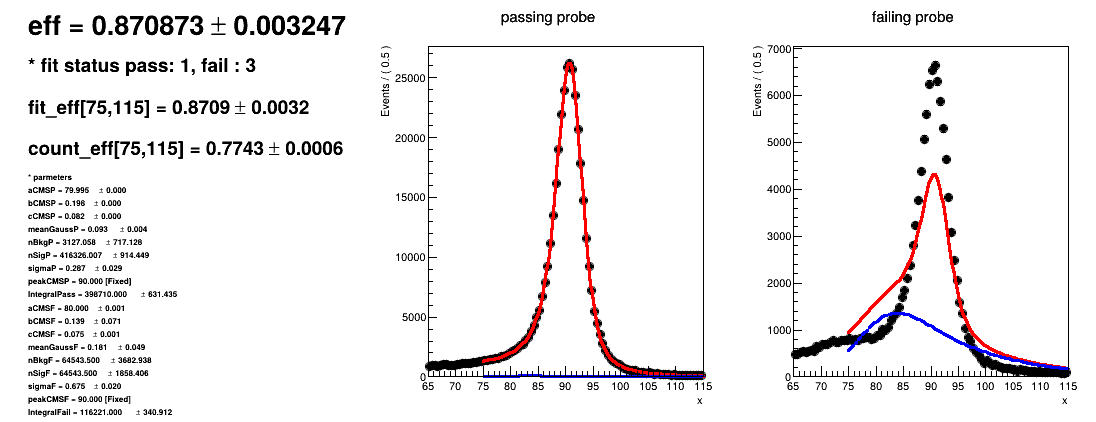 eff = 0.870873 ± 0.003247
* fit status pass: 1, fail : 3
fit_eff[75,115] = 0.8709 ± 0.0032
count_eff[75,115] = 0.7743 ± 0.0006
* parmeters
aCMSP = 79.995 ± 0.000
bCMSP = 0.198 ± 0.000
cCMSP = 0.082 ± 0.000
meanGaussP = 0.093 ± 0.004
nBkgP = 3127.058 ± 717.128
nSigP = 416326.007 ± 914.449
sigmaP = 0.287 ± 0.029
peakCMSP = 90.000 [Fixed]
IntegralPass = 398710.000 ± 631.435
aCMSF = 80.000 ± 0.001
bCMSF = 0.139 ± 0.071
cCMSF = 0.075 ± 0.001
meanGaussF = 0.181 ± 0.049
nBkgF = 64543.500 ± 3682.938
nSigF = 64543.500 ± 1858.406
sigmaF = 0.675 ± 0.020
peakCMSF = 90.000 [Fixed]
IntegralFail = 116221.000 ± 340.912
passing probe
Events / ( 0.5 )
25000
20000
15000
10000
5000
0
65 70 75 80 85 90 95 100 105 110 115
x
failing probe
Events / ( 0.5 )
7000
6000
5000
4000
3000
2000
1000
0
65 70 75 80 85 90 95 100 105 110 115
x